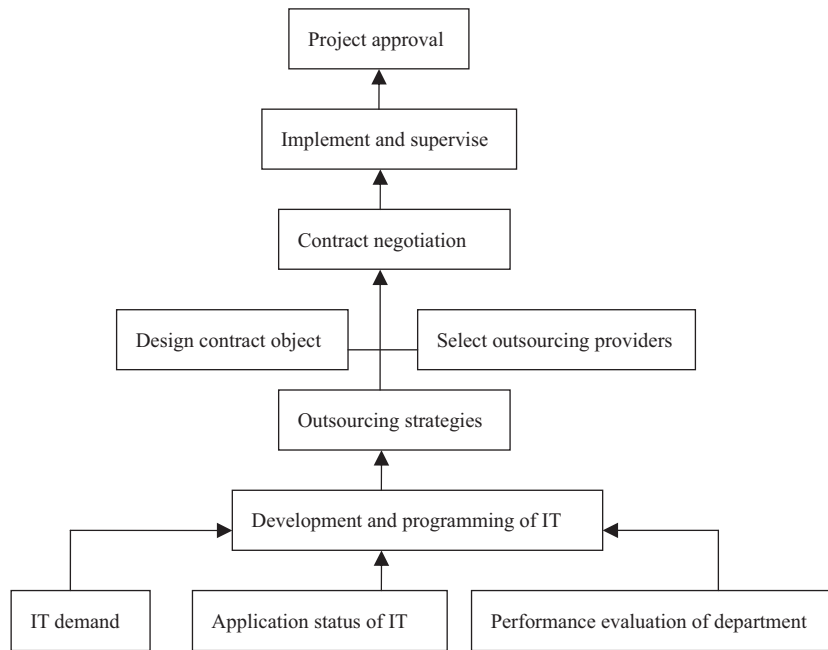 Project approval
Implement and supervise
Contract negotiation
Design contract object
Select outsourcing providers
Outsourcing strategies
Development and programming of IT
IT demand
Application status of IT
Performance evaluation of department